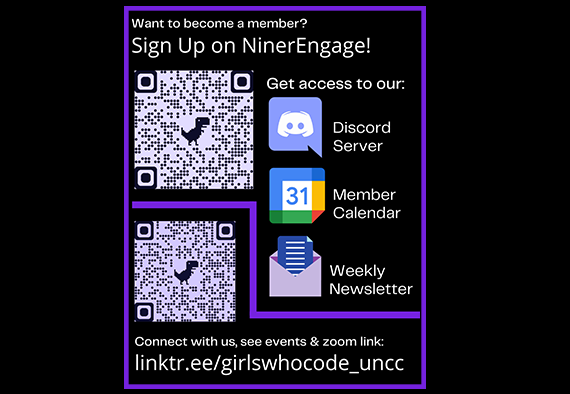 Want to become a member?
Sign Up on NinerEngage!
Get access to our:
Discord
Server
31
Member
Calendar
Weekly
Newsletter
Connect with us, see events & zoom link:
linktr.ee/girlswhocode_uncc